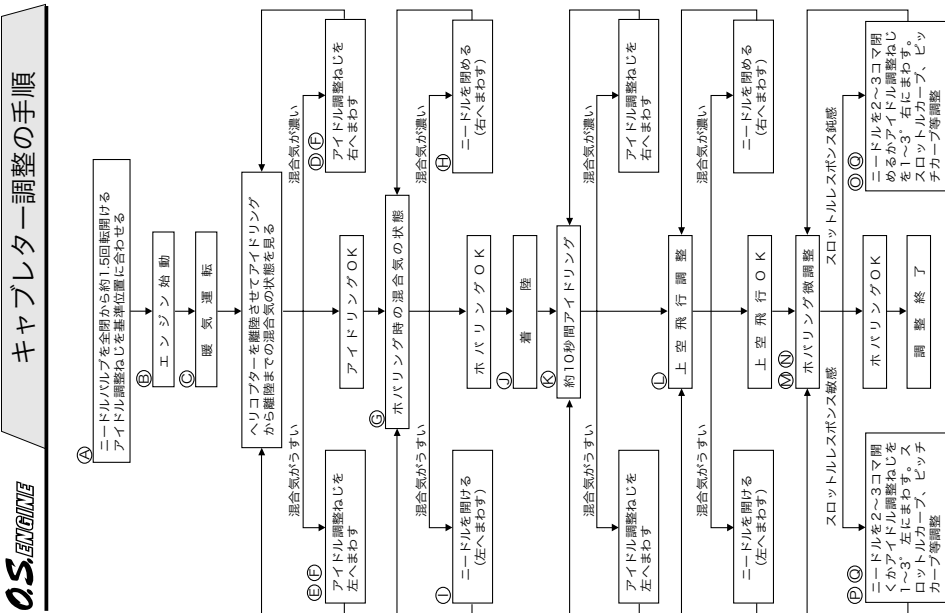 O.S.ENGINE
キャブレター調整の手順
Ⓐ
ニードルバルブを全閉から約1.5回転開ける
アイドル調整ねじを基準位置に合わせる
Ⓑ
エンジン始動
Ⓒ
暖気運転
ヘリコプターを離陸させてアイドリング
から離陸までの混合気の状態を見る
混合気がうすい
混合気が濃い
ⒺⒻ
アイドル調整ねじを
左へまわす
アイドリングOK
ⒹⒻ
アイドル調整ねじを
右へまわす
Ⓖ
ホバリング時の混合気の状態
混合気がうすい
混合気が濃い
Ⓘ
ニードルを開ける
(左へまわす)
ホバリングOK
Ⓗ
ニードルを閉める
(右へまわす)
Ⓙ
着陸
Ⓚ
約10秒間アイドリング
混合気がうすい
混合気が濃い
アイドル調整ねじを
左へまわす
アイドル調整ねじを
右へまわす
Ⓛ
上空飛行調整
混合気がうすい
混合気が濃い
ニードルを開ける
(左へまわす)
上空飛行OK
ニードルを閉める
(右へまわす)
ⓂⓃ
ホバリング微調整
スロットルレスポンス敏感
スロットルレスポンス鈍感
ⓅⓆ
ニードルを2〜3コマ開
くかアイドル調整ねじを
1〜3° 左にまわす。ス
ロットルカーブ、ピッチ
カーブ等調整
ホバリングOK
調整終了
ⓄⓆ
ニードルを2〜3コマ閉
めるかアイドル調整ねじ
を1〜3° 右にまわす。
スロットルカーブ、ピッ
チカーブ等調整